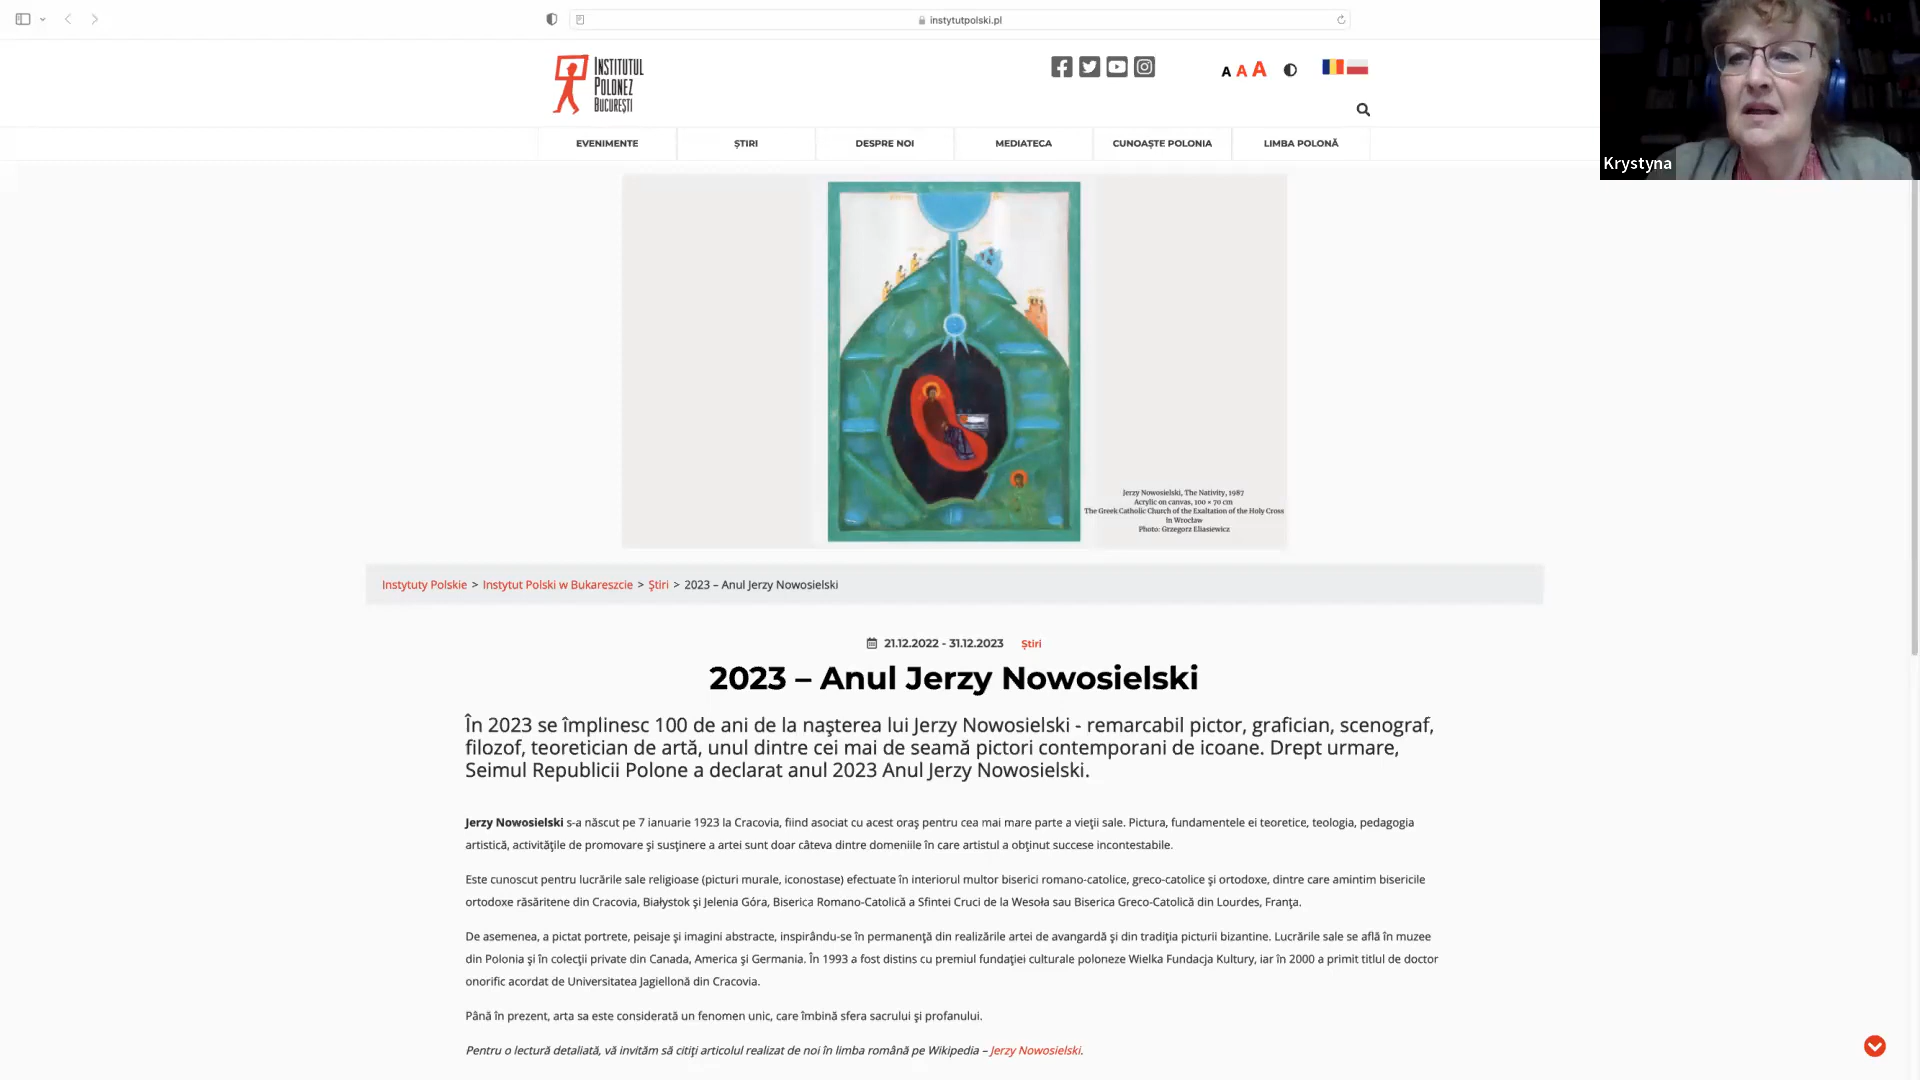 instytutpolski.pl
INSTITUTUL
POLONEZ
BUCUREȘTI
A A A
Krystyna
EVENIMENTE
ȘTIRI
DESPRE NOI
MEDIATECA
CUNOAȘTE POLONIA
LIMBA POLONĂ
Jerzy Nowosielski, The Nativity, 1987
Acrylic on canvas, 100 × 70 cm
The Greek Catholic Church of the Exaltation of the Holy Cross
in Wrocław
Photo: Grzegorz Eliasiewicz
Instytuty Polskie > Instytut Polski w Bukareszcie > Știri > 2023 – Anul Jerzy Nowosielski
21.12.2022 - 31.12.2023 Știri
2023 – Anul Jerzy Nowosielski
În 2023 se împlinesc 100 de ani de la nașterea lui Jerzy Nowosielski - remarcabil pictor, grafician, scenograf,
filozof, teoretician de artă, unul dintre cei mai de seamă pictori contemporani de icoane. Drept urmare,
Seimul Republicii Polone a declarat anul 2023 Anul Jerzy Nowosielski.
Jerzy Nowosielski s-a născut pe 7 ianuarie 1923 la Cracovia, fiind asociat cu acest oraș pentru cea mai mare parte a vieții sale. Pictura, fundamentele ei teoretice, teologia, pedagogia
artistică, activitățile de promovare și susținere a artei sunt doar câteva dintre domeniile în care artistul a obținut succese incontestabile.
Este cunoscut pentru lucrările sale religioase (picturi murale, iconostase) efectuate în interiorul multor biserici romano-catolice, greco-catolice și ortodoxe, dintre care amintim bisericile
ortodoxe răsăritene din Cracovia, Białystok și Jelenia Góra, Biserica Romano-Catolică a Sfintei Cruci de la Wesoła sau Biserica Greco-Catolică din Lourdes, Franța.
De asemenea, a pictat portrete, peisaje și imagini abstracte, inspirându-se în permanență din realizările artei de avangardă și din tradiția picturii bizantine. Lucrările sale se află în muzee
din Polonia și în colecții private din Canada, America și Germania. În 1993 a fost distins cu premiul fundației culturale poloneze Wielka Fundacja Kultury, iar în 2000 a primit titlul de doctor
onorific acordat de Universitatea Jagiellonă din Cracovia.
Până în prezent, arta sa este considerată un fenomen unic, care îmbină sfera sacrului și profanului.
Pentru o lectură detaliată, vă invităm să citiți articolul realizat de noi în limba română pe Wikipedia – Jerzy Nowosielski.